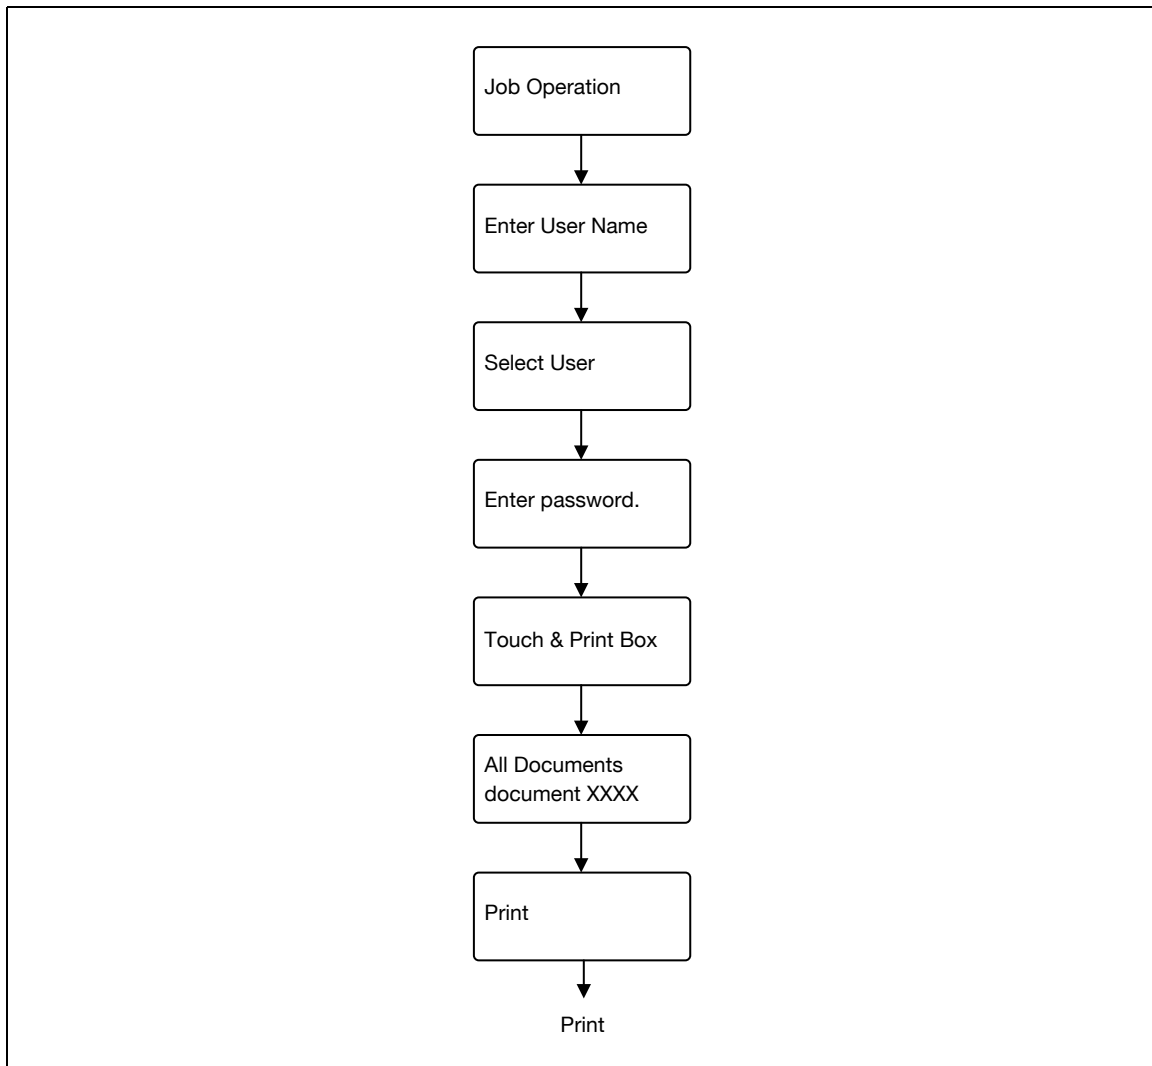 Job Operation
Enter User Name
Select User
Enter password.
Touch & Print Box
All Documents
document XXXX
Print
Print